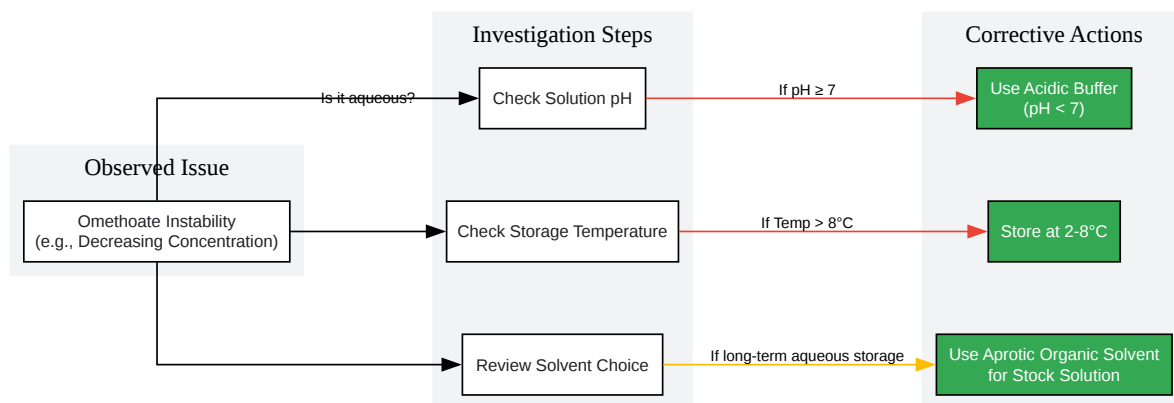 Investigation Steps
Corrective Actions
Is it aqueous?
Check Solution pH
If pH ≥ 7
Use Acidic Buffer
(pH < 7)
Observed Issue
Omethoate Instability
(e.g., Decreasing Concentration)
Check Storage Temperature
If Temp > 8°C
Store at 2-8°C
Review Solvent Choice
If long-term aqueous storage
Use Aprotic Organic Solvent
for Stock Solution